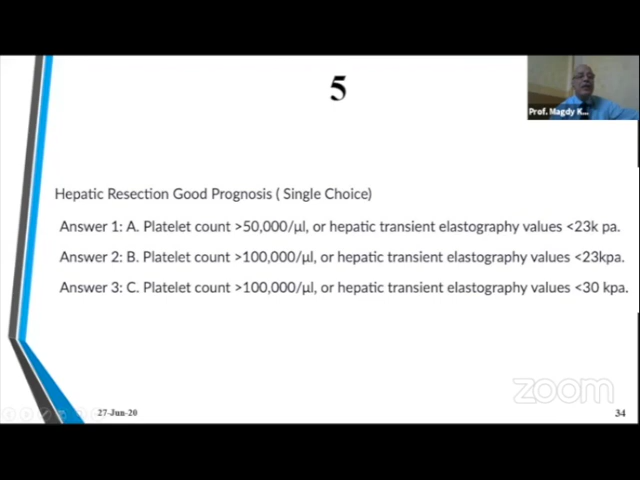 5
Prof. Magdy K...
Hepatic Resection Good Prognosis ( Single Choice)
Answer 1: A. Platelet count >50,000/µl, or hepatic transient elastography values <23k pa.
Answer 2: B. Platelet count >100,000/µl, or hepatic transient elastography values <23kpa.
Answer 3: C. Platelet count >100,000/µl, or hepatic transient elastography values <30 kpa.
zoom
27-Jun-20
34